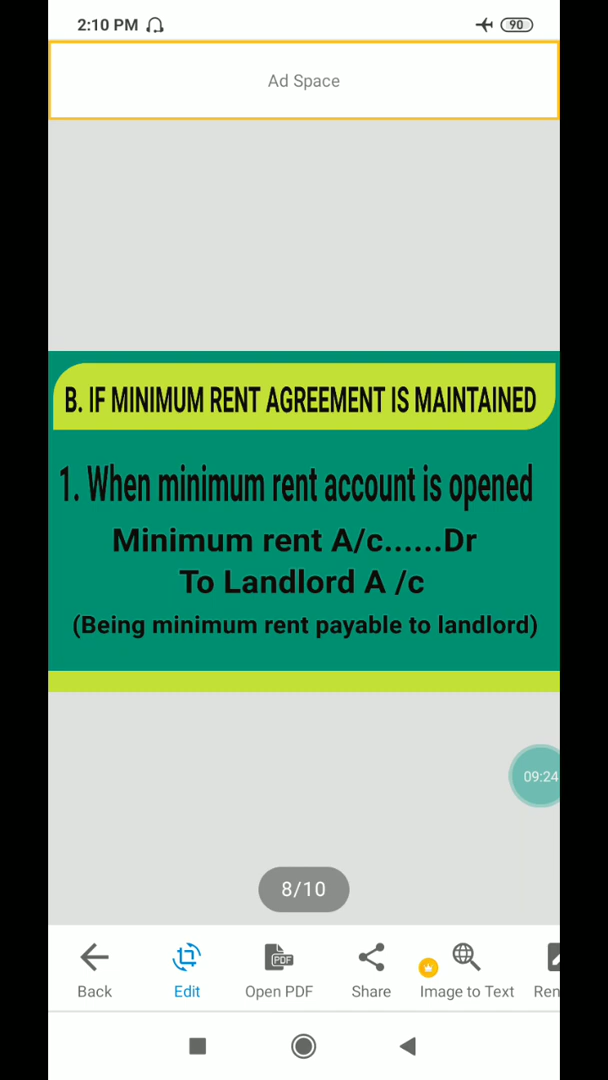 2:10 PM
90
Ad Space
B. IF MINIMUM RENT AGREEMENT IS MAINTAINED
1. When minimum rent account is opened
Minimum rent A/c......Dr
To Landlord A /c
(Being minimum rent payable to landlord)
09:24
8/10
PDF
Back
Edit
Open PDF
Share
Image to Text
Ren